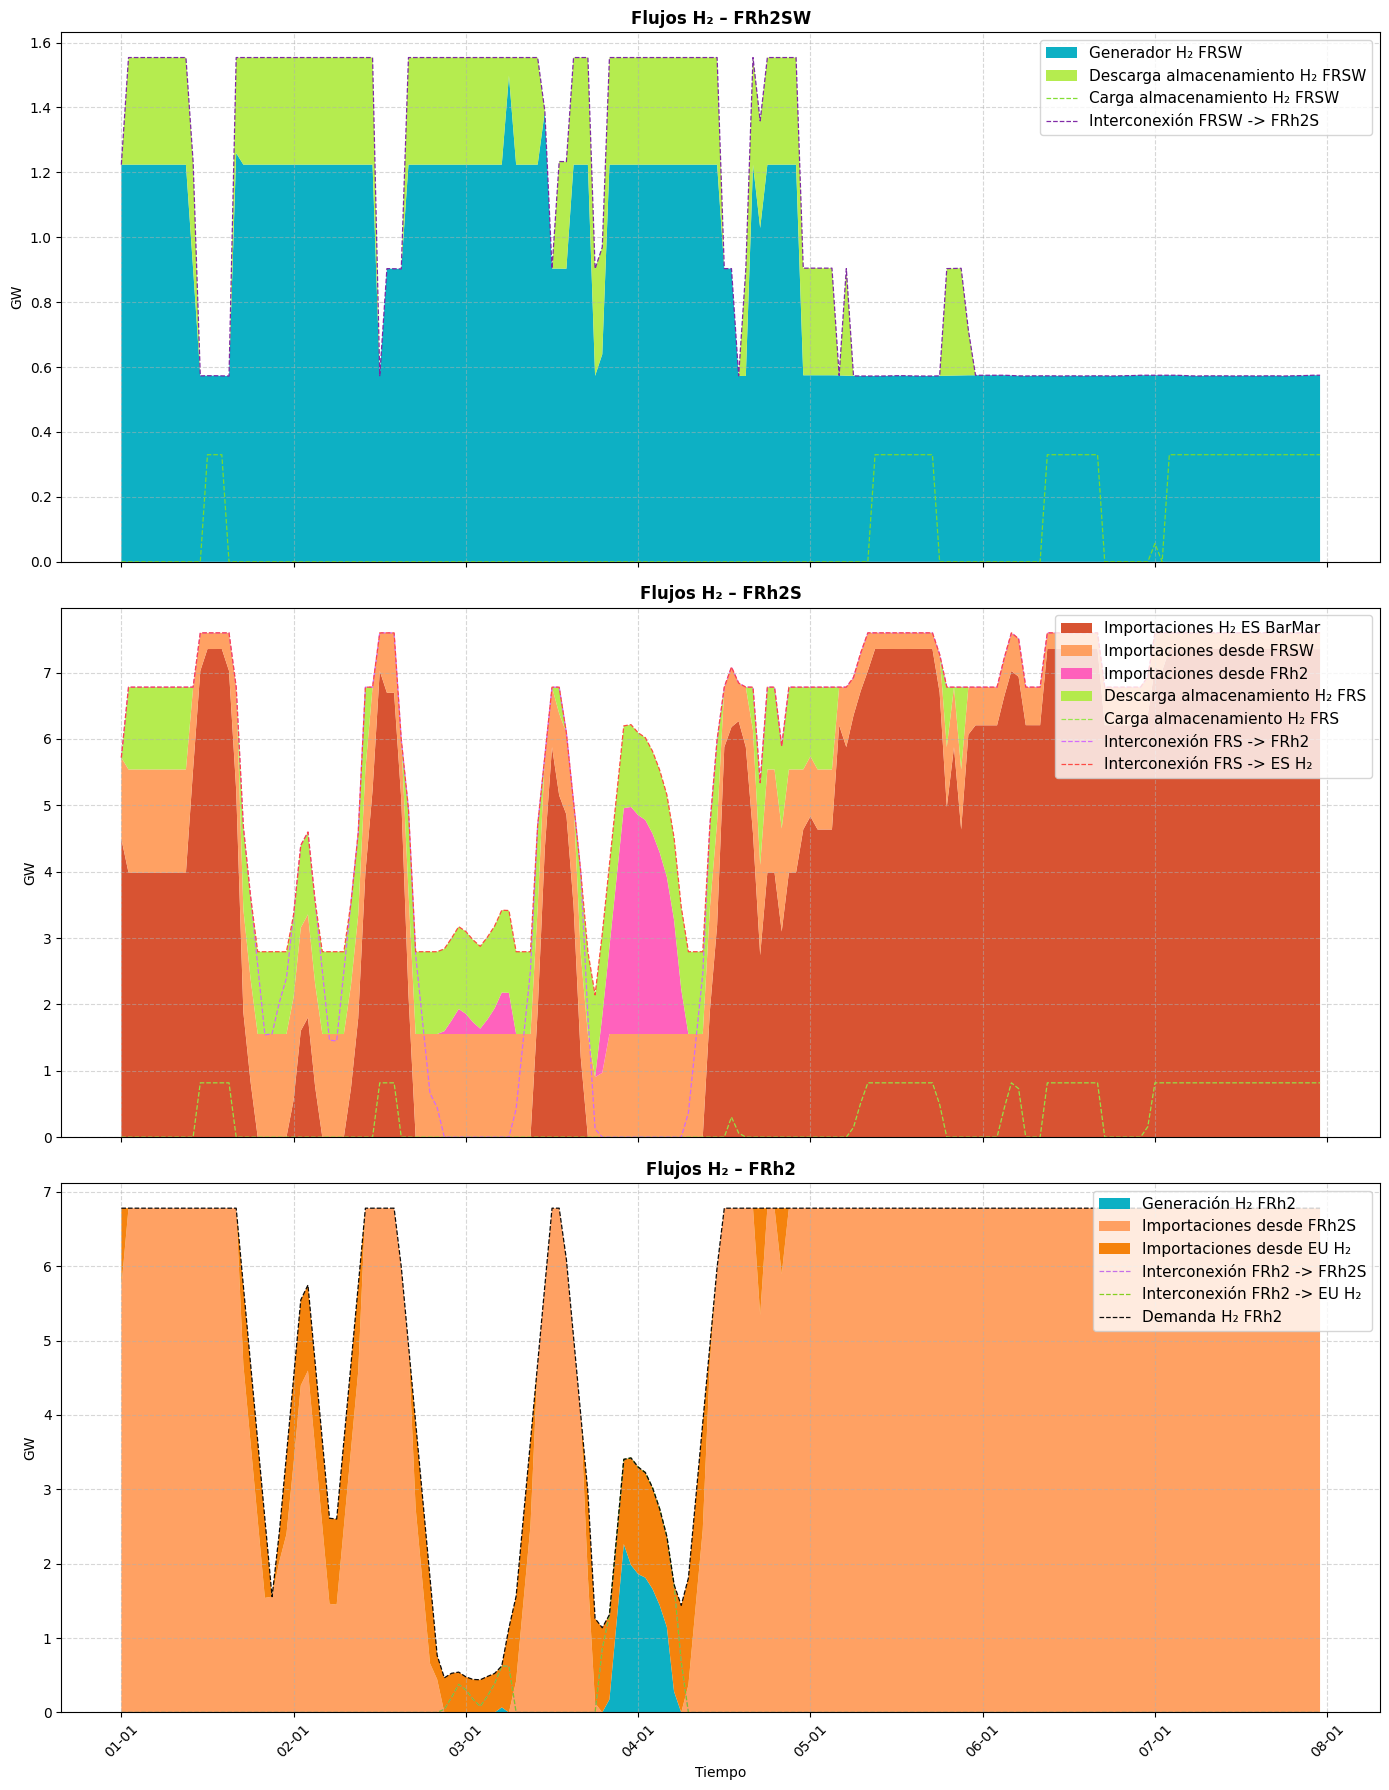 Flujos H₂ – FRh2SW
1.6
1.4
1.2
1.0
0.8
0.6
0.4
0.2
0.0
GW
Generador H₂ FRSW
Descarga almacenamiento H₂ FRSW
Carga almacenamiento H₂ FRSW
Interconexión FRSW -> FRh2S
Flujos H₂ – FRh2S
7
6
5
4
3
2
1
0
GW
Importaciones H₂ ES BarMar
Importaciones desde FRSW
Importaciones desde FRh2
Descarga almacenamiento H₂ FRS
Carga almacenamiento H₂ FRS
Interconexión FRS -> FRh2
Interconexión FRS -> ES H₂
Flujos H₂ – FRh2
7
6
5
4
3
2
1
0
GW
Generación H₂ FRh2
Importaciones desde FRh2S
Importaciones desde EU H₂
Interconexión FRh2 -> FRh2S
Interconexión FRh2 -> EU H₂
Demanda H₂ FRh2
01-01
02-01
03-01
04-01
05-01
06-01
07-01
08-01
Tiempo